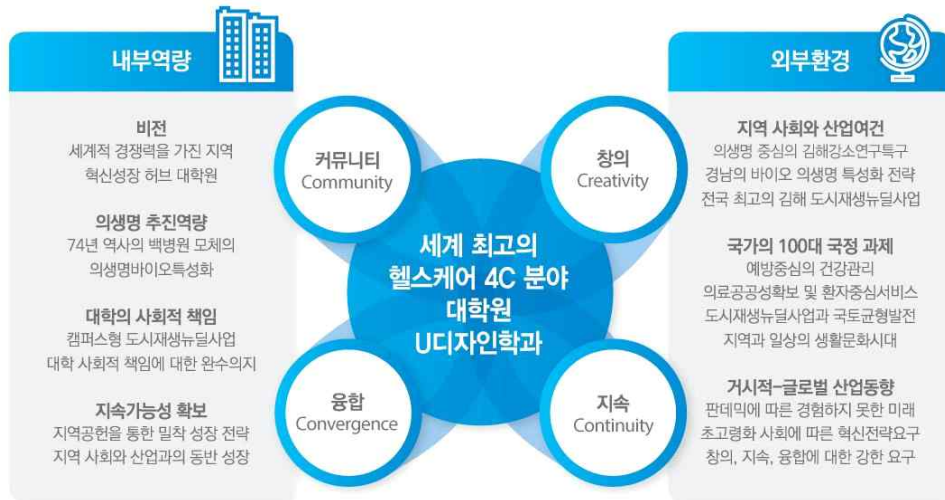 내부역량
비전
세계적 경쟁력을 가진 지역
혁신성장 허브 대학원
의생명 추진역량
74년 역사의 백병원 모체의
의생명바이오특성화
대학의 사회적 책임
캠퍼스형 도시재생뉴딜사업
대학 사회적 책임에 대한 완수의지
지속가능성 확보
지역공헌을 통한 밀착 성장 전략
지역 사회와 산업과의 동반 성장
커뮤니티
Community
창의
Creativity
세계 최고의
헬스케어 4C 분야
대학원
U디자인학과
융합
Convergence
지속
Continuity
외부환경
지역 사회와 산업여건
의생명 중심의 김해강소연구특구
경남의 바이오 의생명 특성화 전략
전국 최고의 김해 도시재생뉴딜사업
국가의 100대 국정 과제
예방중심의 건강관리
의료공공성확보 및 환자중심서비스
도시재생뉴딜사업과 국토균형발전
지역과 일상의 생활문화시대
거시적-글로벌 산업동향
판데믹에 따른 경험하지 못한 미래
초고령화 사회에 따른 혁신전략요구
창의, 지속, 융합에 대한 강한 요구